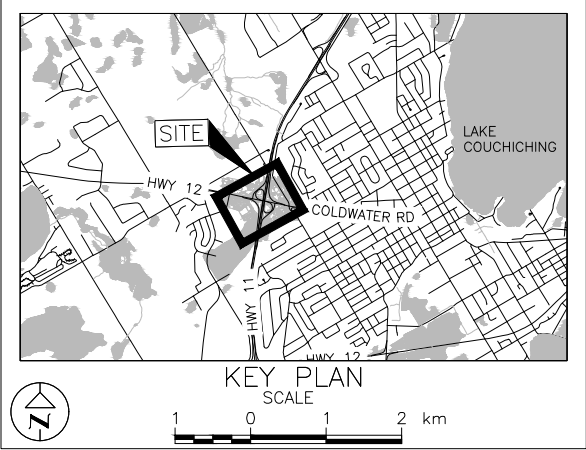 SITE
LAKE
COUCHICHING
HWY 12
COLDWATER RD
HWY 11
HWY 12
KEY PLAN
SCALE
N
1 0 1 2 km